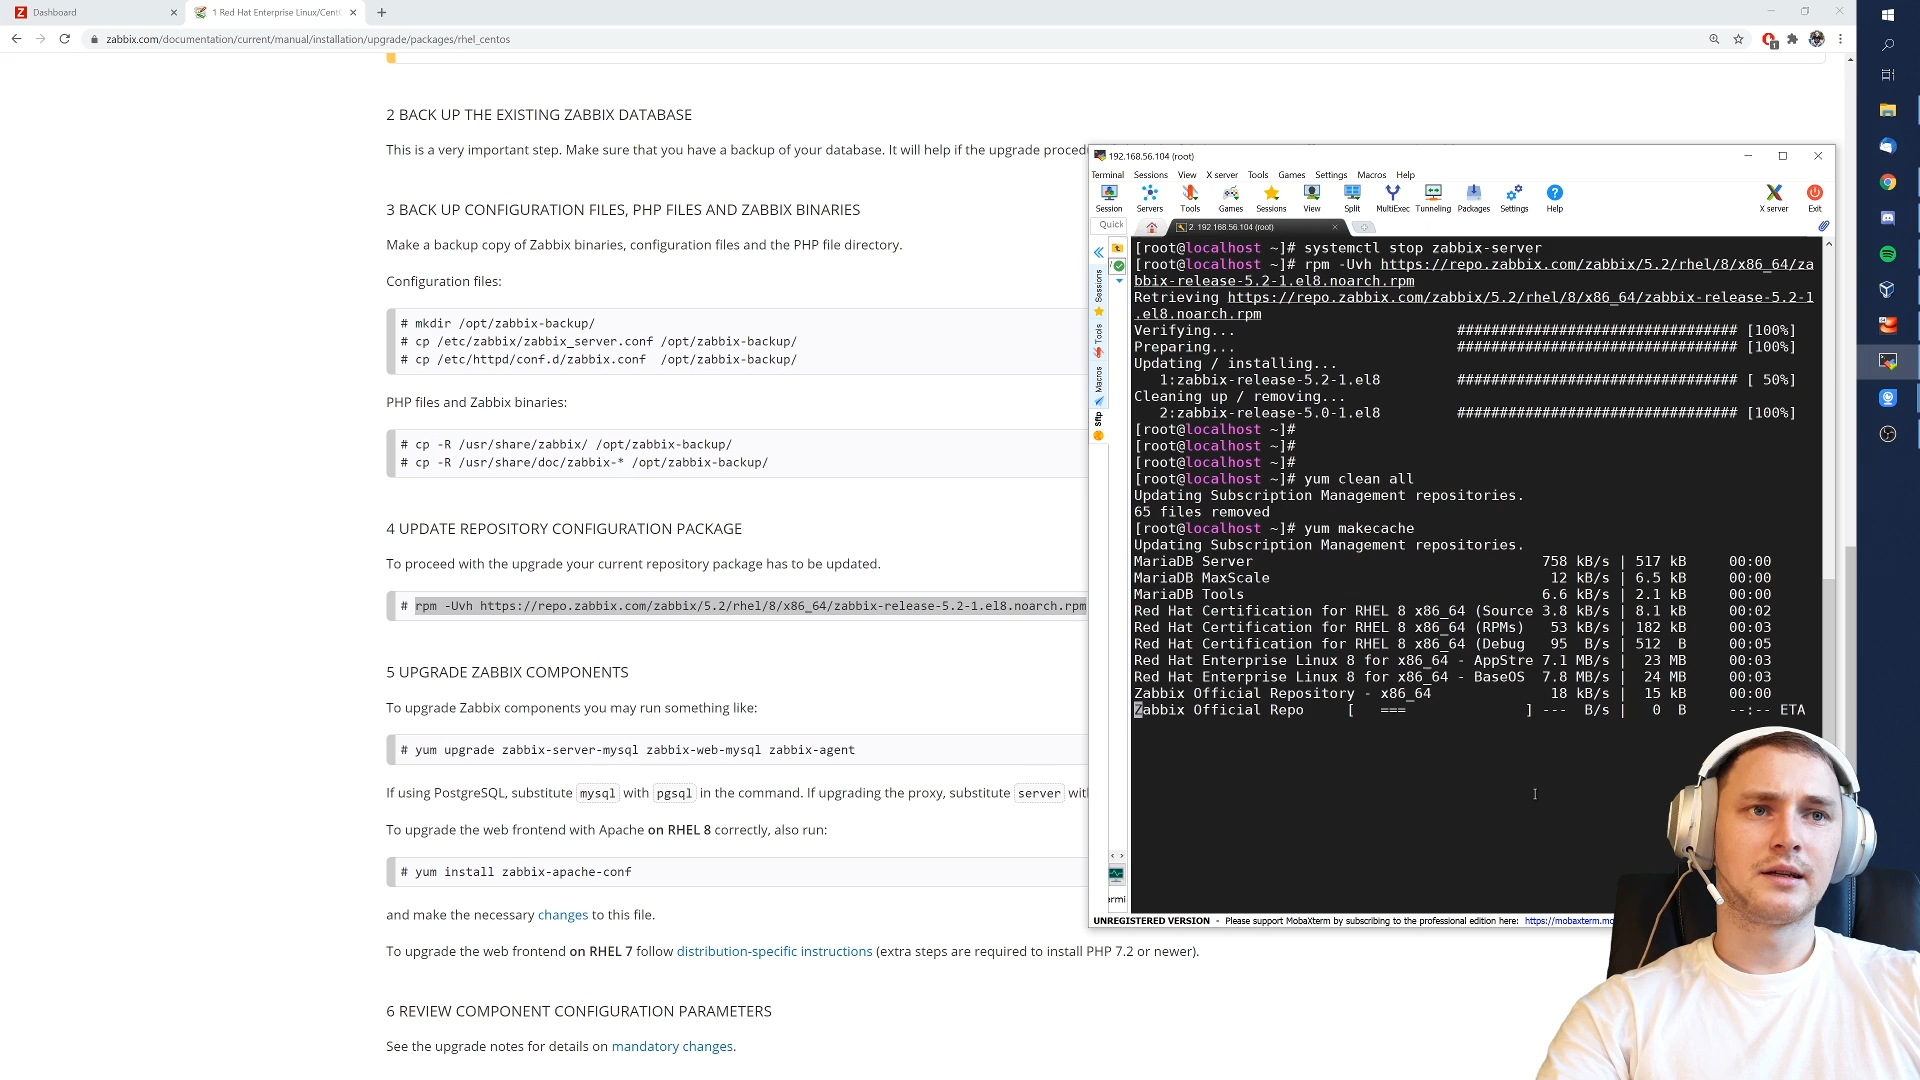 Dashboard
1 Red Hat Enterprise Linux/Cent
zabbix.com/documentation/current/manual/installation/upgrade/packages/rhel_centos
2 BACK UP THE EXISTING ZABBIX DATABASE
This is a very important step. Make sure that you have a backup of your database. It will help if the upgrade proced
3 BACK UP CONFIGURATION FILES, PHP FILES AND ZABBIX BINARIES
Make a backup copy of Zabbix binaries, configuration files and the PHP file directory.
Configuration files:
# mkdir /opt/zabbix-backup/
# cp /etc/zabbix/zabbix_server.conf /opt/zabbix-backup/
# cp /etc/httpd/conf.d/zabbix.conf  /opt/zabbix-backup/
PHP files and Zabbix binaries:
# cp -R /usr/share/zabbix/ /opt/zabbix-backup/
# cp -R /usr/share/doc/zabbix-* /opt/zabbix-backup/
4 UPDATE REPOSITORY CONFIGURATION PACKAGE
To proceed with the upgrade your current repository package has to be updated.
# rpm -Uvh https://repo.zabbix.com/zabbix/5.2/rhel/8/x86_64/zabbix-release-5.2-1.el8.noarch.rpm
5 UPGRADE ZABBIX COMPONENTS
To upgrade Zabbix components you may run something like:
# yum upgrade zabbix-server-mysql zabbix-web-mysql zabbix-agent
If using PostgreSQL, substitute mysql with pgsql in the command. If upgrading the proxy, substitute server wit
To upgrade the web frontend with Apache on RHEL 8 correctly, also run:
# yum install zabbix-apache-conf
and make the necessary changes to this file.
To upgrade the web frontend on RHEL 7 follow distribution-specific instructions (extra steps are required to install PHP 7.2 or newer).
6 REVIEW COMPONENT CONFIGURATION PARAMETERS
See the upgrade notes for details on mandatory changes.
192.168.56.104 (root)
Terminal Sessions View X server Tools Games Settings Macros Help
Session Servers Tools Games Sessions View Split MultiExec Tunneling Packages Settings Help X server Exit
Quick
2. 192.168.56.104 (root)
Sessions
Tools
Macros
Sftp
[root@localhost ~]# systemctl stop zabbix-server
[root@localhost ~]# rpm -Uvh https://repo.zabbix.com/zabbix/5.2/rhel/8/x86_64/za
bbix-release-5.2-1.el8.noarch.rpm
Retrieving https://repo.zabbix.com/zabbix/5.2/rhel/8/x86_64/zabbix-release-5.2-1
.el8.noarch.rpm
Verifying... ################################# [100%]
Preparing... ################################# [100%]
Updating / installing...
1:zabbix-release-5.2-1.el8 ################################# [ 50%]
Cleaning up / removing...
2:zabbix-release-5.0-1.el8 ################################# [100%]
[root@localhost ~]#
[root@localhost ~]#
[root@localhost ~]#
[root@localhost ~]# yum clean all
Updating Subscription Management repositories.
65 files removed
[root@localhost ~]# yum makecache
Updating Subscription Management repositories.
MariaDB Server 758 kB/s | 517 kB 00:00
MariaDB MaxScale 12 kB/s | 6.5 kB 00:00
MariaDB Tools 6.6 kB/s | 2.1 kB 00:00
Red Hat Certification for RHEL 8 x86_64 (Source 3.8 kB/s | 8.1 kB 00:02
Red Hat Certification for RHEL 8 x86_64 (RPMs) 53 kB/s | 182 kB 00:03
Red Hat Certification for RHEL 8 x86_64 (Debug 95 B/s | 512 B 00:05
Red Hat Enterprise Linux 8 for x86_64 - AppStre 7.1 MB/s | 23 MB 00:03
Red Hat Enterprise Linux 8 for x86_64 - BaseOS 7.8 MB/s | 24 MB 00:03
Zabbix Official Repository - x86_64 18 kB/s | 15 kB 00:00
Zabbix Official Repo [ === ] --- B/s | 0 B --:-- ETA
armi
UNREGISTERED VERSION - Please support MobaXterm by subscribing to the professional edition here: https://mobaxterm.mo